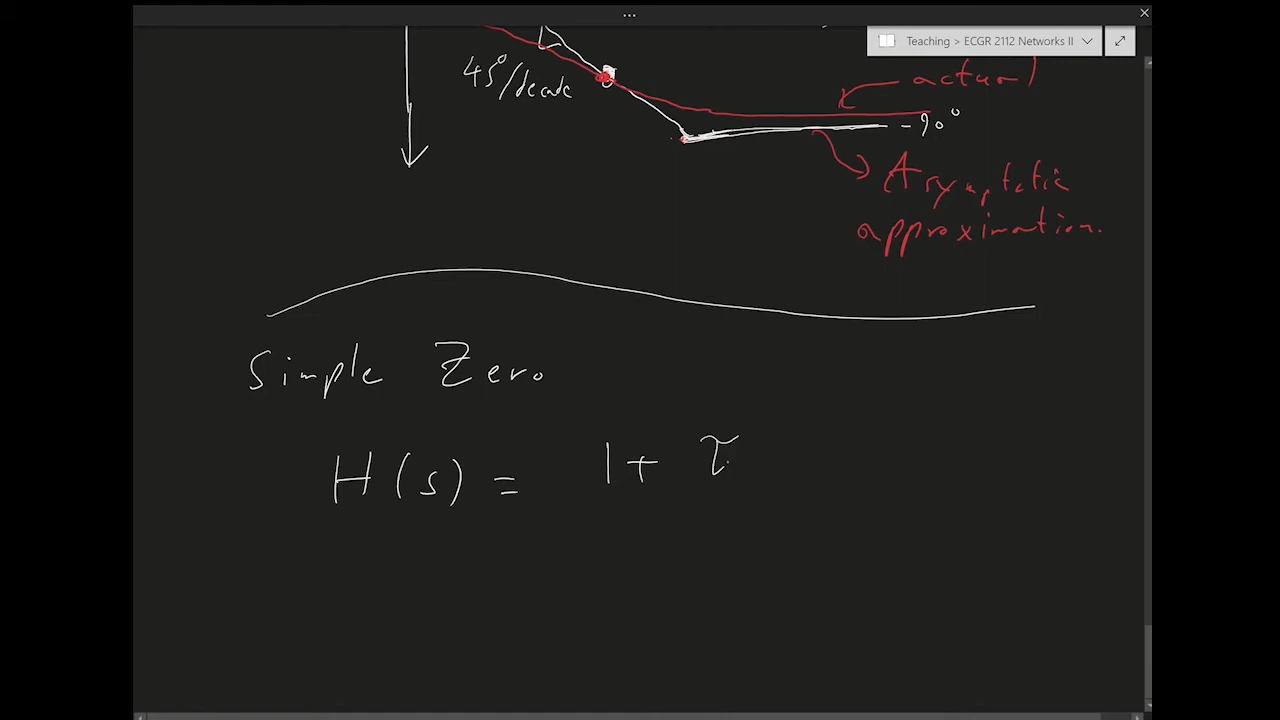 ...
Teaching > ECGR 2112 Networks II
45°/decade
actual
-90°
Asymptotic
approximation.
Simple Zero
H(s) = 1 + τ